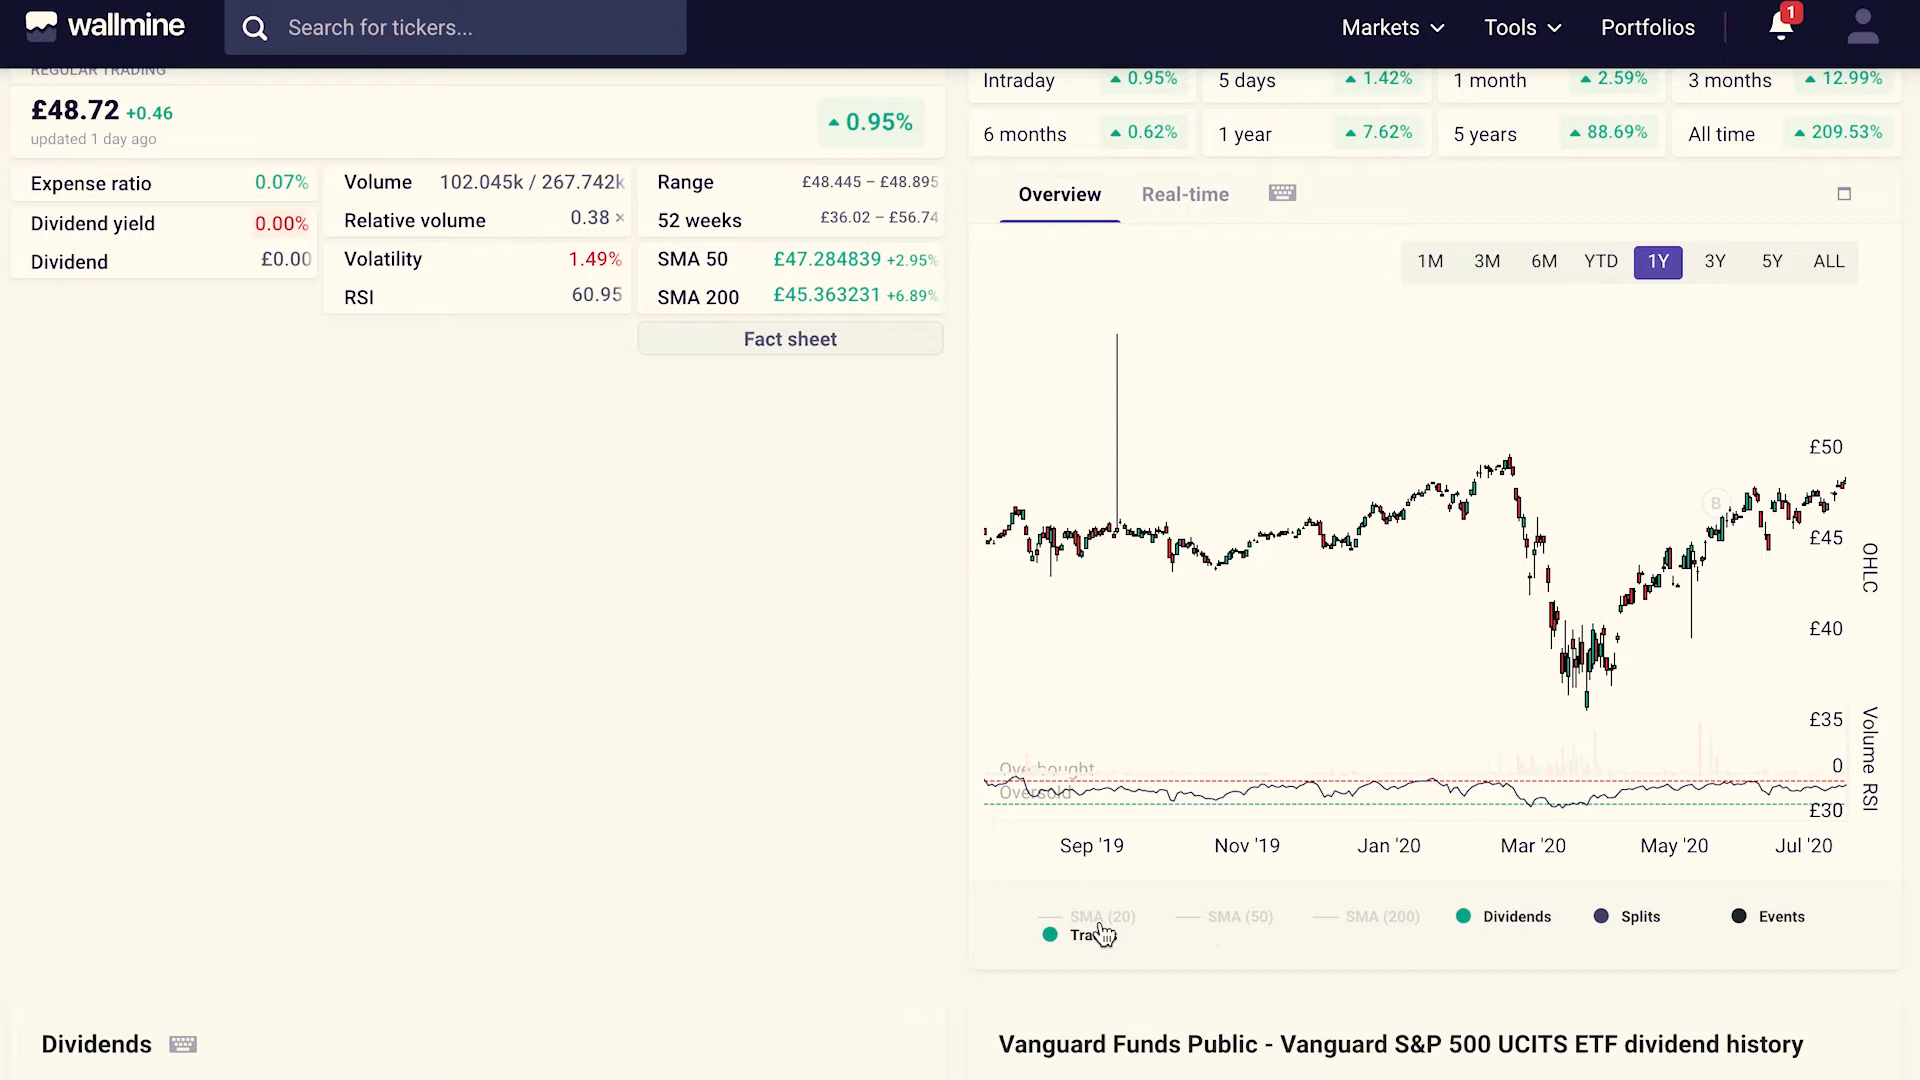 wallmine
Search for tickers...
Markets
Tools
Portfolios
1
REGULAR TRADING
£48.72 +0.46
updated 1 day ago
0.95%
Expense ratio 0.07%
Dividend yield 0.00%
Dividend £0.00
Volume 102.045k / 267.742k
Relative volume 0.38 ×
Volatility 1.49%
RSI 60.95
Range £48.445 – £48.895
52 weeks £36.02 – £56.74
SMA 50 £47.284839 +2.95%
SMA 200 £45.363231 +6.89%
Fact sheet
Intraday 0.95%
5 days 1.42%
1 month 2.59%
3 months 12.99%
6 months 0.62%
1 year 7.62%
5 years 88.69%
All time 209.53%
Overview
Real-time
1M 3M 6M YTD 1Y 3Y 5Y ALL
£50
B
£45
OHLC
£40
£35
Volume
0
Overbought
Oversold
RSI
£30
Sep '19 Nov '19 Jan '20 Mar '20 May '20 Jul '20
SMA (20) SMA (50) SMA (200) Dividends Splits Events
Dividends
Vanguard Funds Public - Vanguard S&P 500 UCITS ETF dividend history